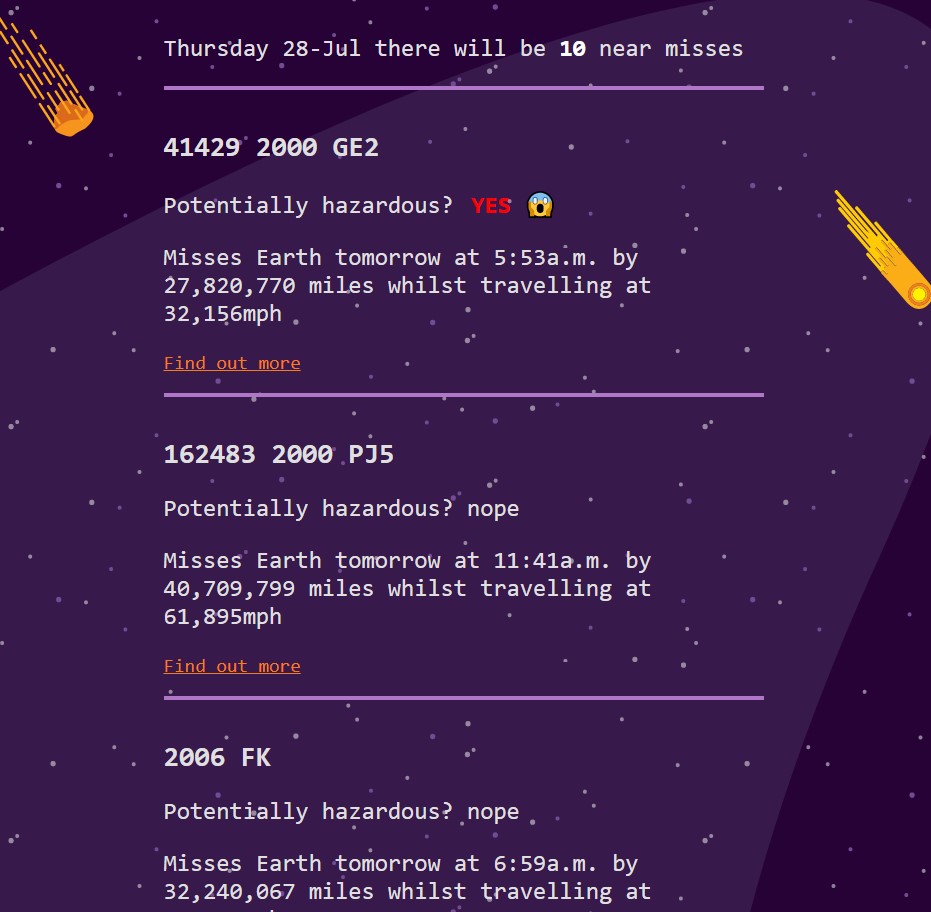 Thursday 28-Jul there will be 10 near misses
41429 2000 GE2
Potentially hazardous? YES 😱
Misses Earth tomorrow at 5:53a.m. by
27,820,770 miles whilst travelling at
32,156mph
Find out more
162483 2000 PJ5
Potentially hazardous? nope
Misses Earth tomorrow at 11:41a.m. by
40,709,799 miles whilst travelling at
61,895mph
Find out more
2006 FK
Potentially hazardous? nope
Misses Earth tomorrow at 6:59a.m. by
32,240,067 miles whilst travelling at